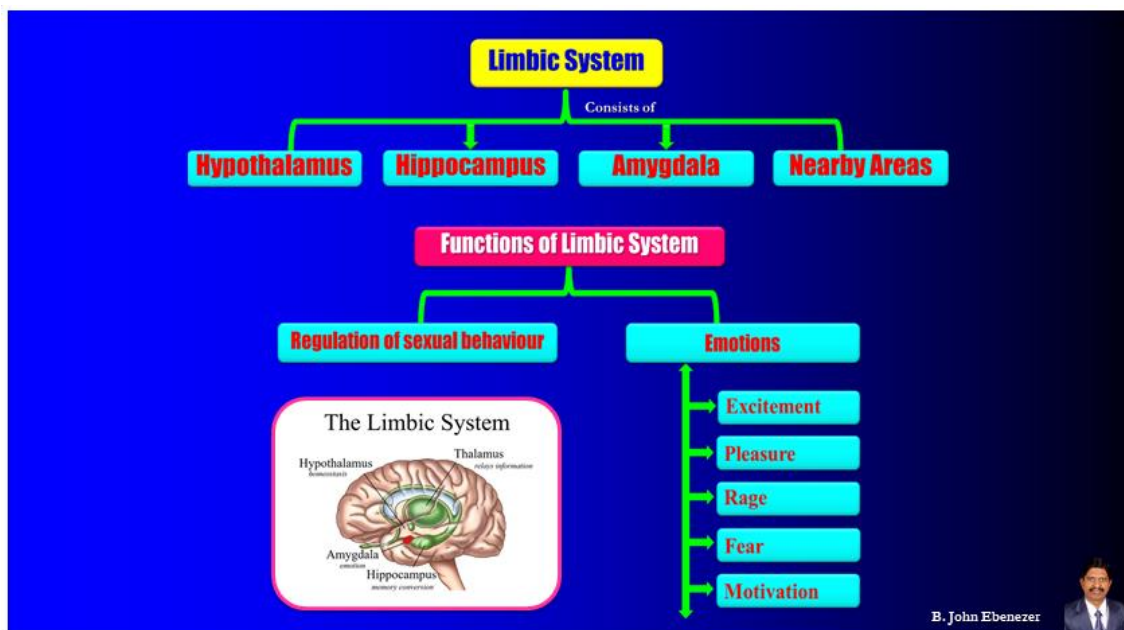 Limbic System
Consists of
Hypothalamus
Hippocampus
Amygdala
Nearby Areas
Functions of Limbic System
Regulation of sexual behaviour
Emotions
Excitement
Pleasure
Rage
Fear
Motivation
The Limbic System
Thalamus
relays information
Hypothalamus
homeostasis
Amygdala
emotion
Hippocampus
memory conversion
B. John Ebenezer